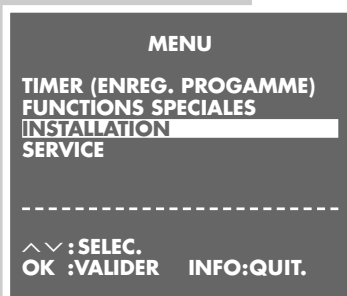 MENU
TIMER (ENREG. PROGAMME)
FUNCTIONS SPECIALES
INSTALLATION
SERVICE
︿﹀: SELEC.
OK :VALIDER INFO:QUIT.